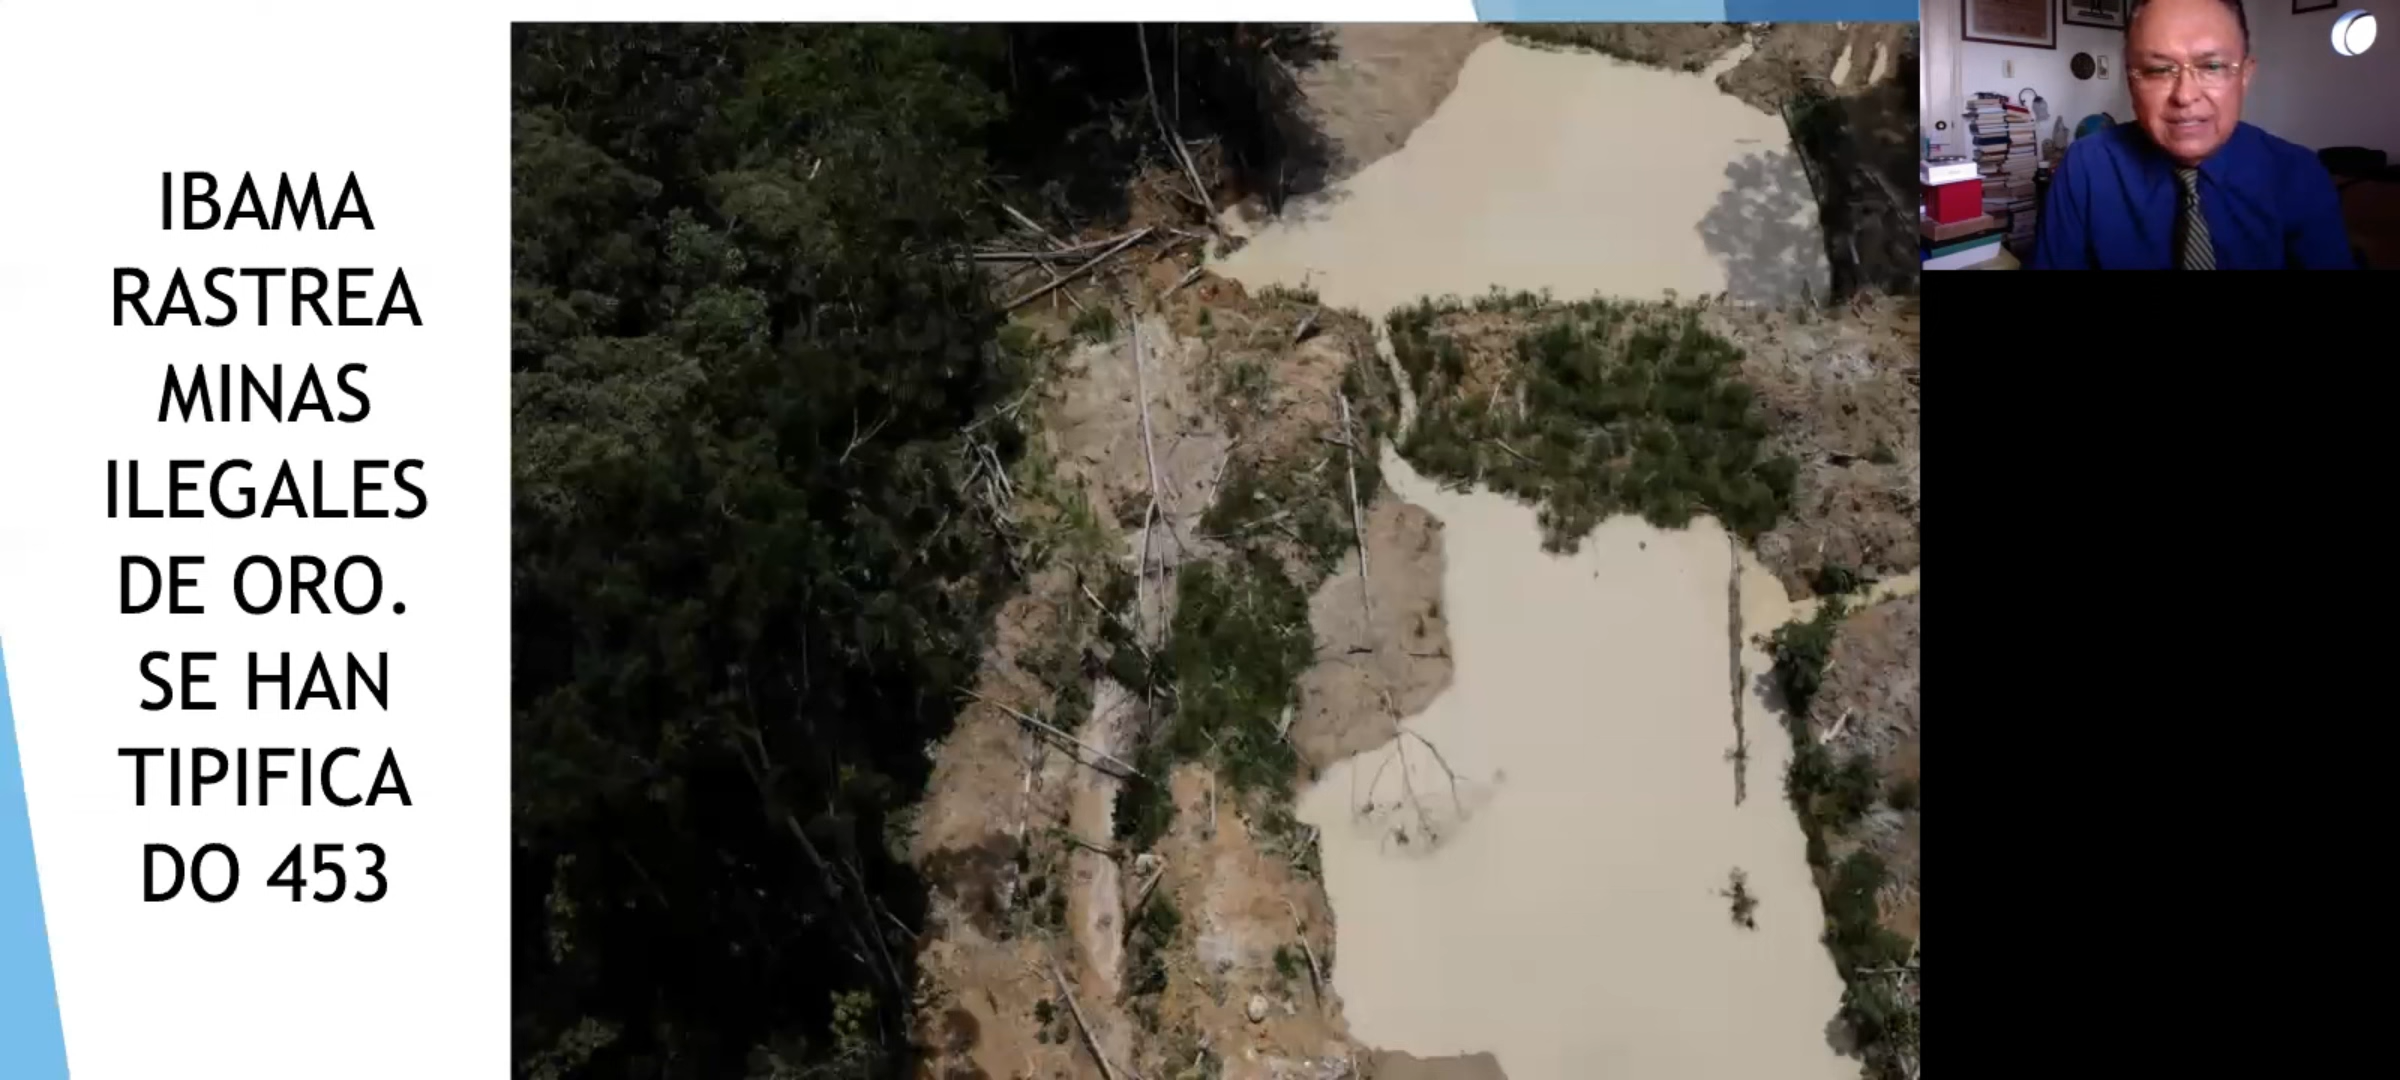 IBAMA
RASTREA
MINAS
ILEGALES
DE ORO.
SE HAN
TIPIFICA
DO 453